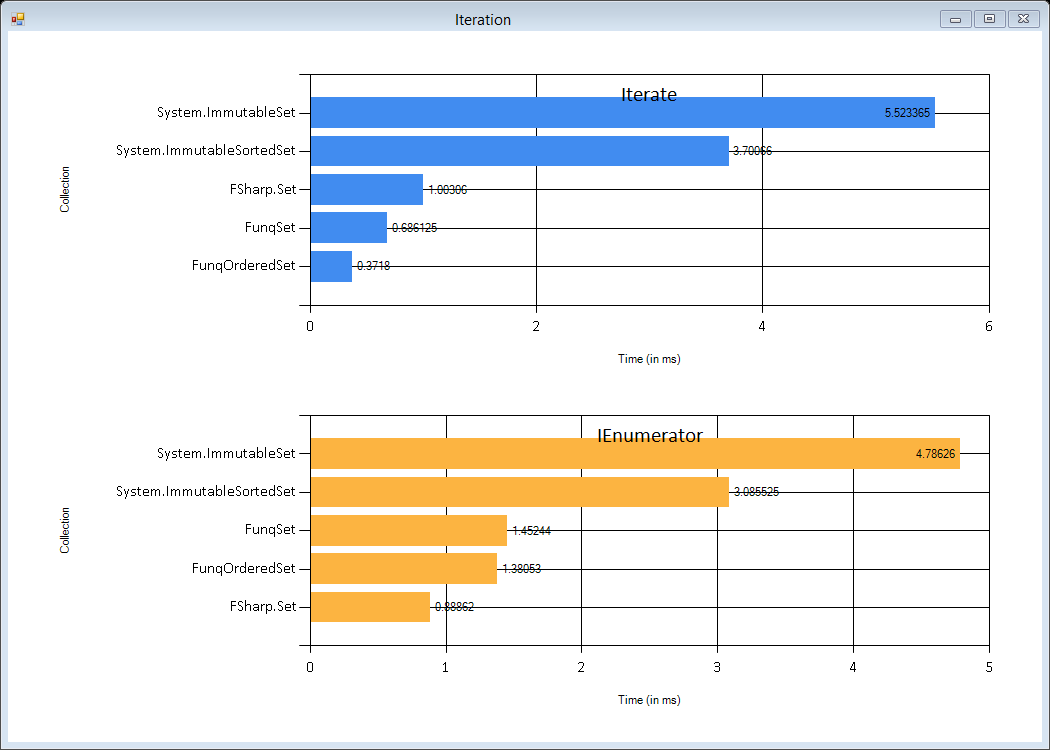 Iteration
Iterate
Collection
System.ImmutableSet
5.523365
System.ImmutableSortedSet
3.70066
FSharp.Set
1.00306
FunqSet
0.686125
FunqOrderedSet
0.3718
0 2 4 6
Time (in ms)
IEnumerator
Collection
System.ImmutableSet
4.78626
System.ImmutableSortedSet
3.085525
FunqSet
1.45244
FunqOrderedSet
1.38053
FSharp.Set
0.88862
0 1 2 3 4 5
Time (in ms)